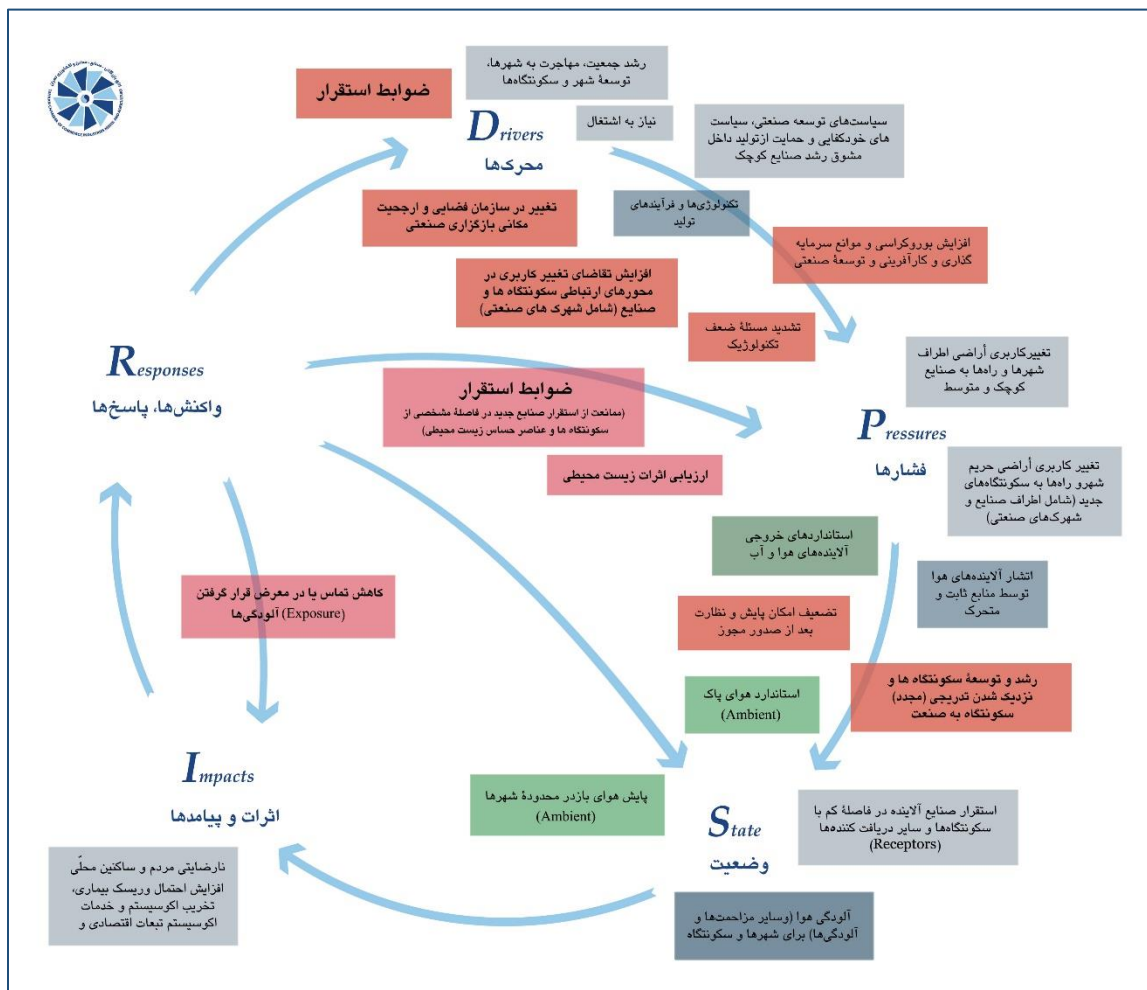 رشد جمعیت، مهاجرت به شهرها،
توسعهٔ شهر و سکونتگاه‌ها
ضوابط استقرار
Drivers
محرک‌ها
نیاز به اشتغال
سیاست‌های توسعه صنعتی، سیاست
های خودکفایی و حمایت ازتولید داخل
مشوق رشد صنایع کوچک
تغییر در سازمان فضایی و ارجحیت
مکانی بازگزاری صنعتی
تکنولوژی‌ها و فرآیندهای
تولید
افزایش بوروکراسی و موانع سرمایه
گذاری و کارآفرینی و توسعهٔ صنعتی
افزایش تقاضای تغییر کاربری در
محورهای ارتباطی سکونتگاه ها و
صنایع (شامل شهرک های صنعتی)
تشدید مسئلهٔ ضعف
تکنولوژیک
Responses
واکنش‌ها، پاسخ‌ها
تغییرکاربری أراضی اطراف
شهرها و راه‌ها به صنایع
کوچک و متوسط
ضوابط استقرار
(ممانعت از استقرار صنایع جدید در فاصلهٔ مشخصی از
سکونتگاه ها و عناصر حساس زیست محیطی)
Pressures
فشارها
ارزیابی اثرات زیست محیطی
تغییر کاربری أراضی حریم
شهرو راه‌ها به سکونتگاه‌های
جدید (شامل اطراف صنایع و
شهرک‌های صنعتی)
استانداردهای خروجی
آلاینده‌های هوا و آب
انتشار آلاینده‌های هوا
توسط منابع ثابت و
متحرک
کاهش تماس یا در معرض قرار گرفتن
(Exposure) آلودگی‌ها
تضعیف امکان پایش و نظارت
بعد از صدور مجوز
رشد و توسعهٔ سکونتگاه ها و
نزدیک شدن تدریجی (مجدد)
سکونتگاه به صنعت
استاندارد هوای پاک
(Ambient)
Impacts
اثرات و پیامدها
پایش هوای بازدر محدودهٔ شهرها
(Ambient)
State
وضعیت
استقرار صنایع آلاینده در فاصلهٔ کم با
سکونتگاه‌ها و سایر دریافت کننده‌ها
(Receptors)
نارضایتی مردم و ساکنین محلّی
افزایش احتمال وریسک بیماری،
تخریب اکوسیستم و خدمات
اکوسیستم تبعات اقتصادی و
آلودگی هوا (وسایر مزاحمت‌ها و
آلودگی‌ها) برای شهرها و سکونتگاه